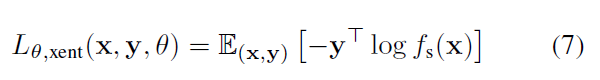 L_{θ,xent}(𝐱, 𝐲, θ) = 𝔼_{(𝐱,𝐲)} [−𝐲^⊤ log f_s(𝐱)] (7)